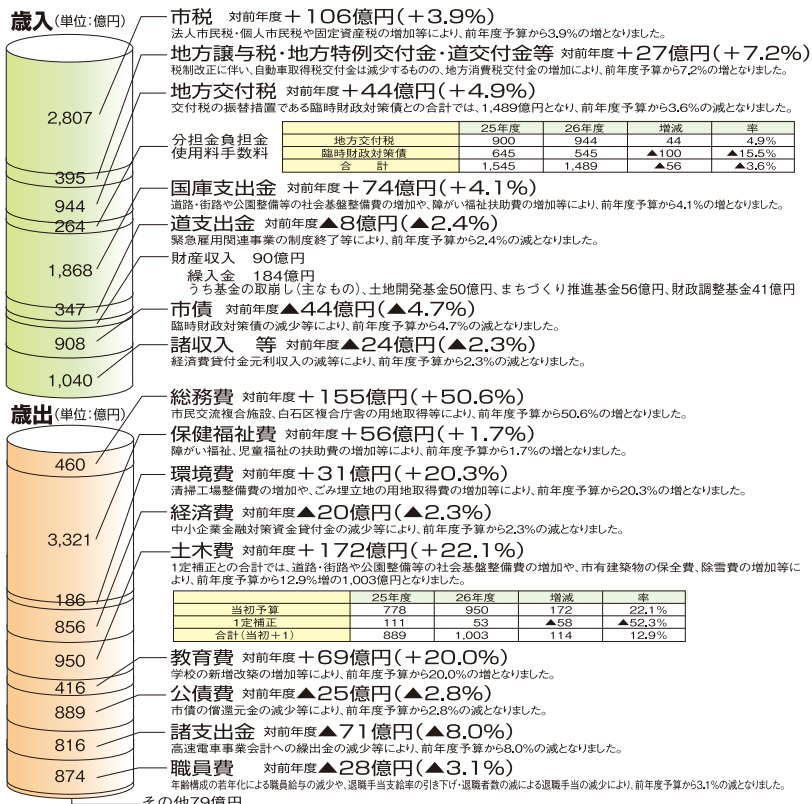 歳入(単位:億円)
市税 対前年度＋106億円(＋3.9%)
法人市民税・個人市民税や固定資産税の増加等により、前年度予算から3.9%の増となりました。
地方譲与税・地方特例交付金・道交付金等 対前年度＋27億円(＋7.2%)
税制改正に伴い、自動車取得税交付金は減少するものの、地方消費税交付金の増加により、前年度予算から7.2%の増となりました。
地方交付税 対前年度＋44億円(＋4.9%)
交付税の振替措置である臨時財政対策債との合計では、1,489億円となり、前年度予算から3.6%の減となりました。
2,807
分担金負担金
使用料手数料
25年度 26年度 増減 率
地方交付税 900 944 44 4.9%
臨時財政対策債 645 545 ▲100 ▲15.5%
合 計 1,545 1,489 ▲56 ▲3.6%
395
944
264
国庫支出金 対前年度＋74億円(＋4.1%)
道路・街路や公園整備等の社会基盤整備費の増加や、障がい福祉扶助費の増加等により、前年度予算から4.1%の増となりました。
道支出金 対前年度▲8億円(▲2.4%)
緊急雇用関連事業の制度終了等により、前年度予算から2.4%の減となりました。
1,868
財産収入 90億円
繰入金 184億円
うち基金の取崩し(主なもの)、土地開発基金50億円、まちづくり推進基金56億円、財政調整基金41億円
347
市債 対前年度▲44億円(▲4.7%)
臨時財政対策債の減少等により、前年度予算から4.7%の減となりました。
908
諸収入 等 対前年度▲24億円(▲2.3%)
経済費貸付金元利収入の減等により、前年度予算から2.3%の減となりました。
1,040
歳出(単位:億円)
総務費 対前年度＋155億円(＋50.6%)
市民交流複合施設、白石区複合庁舎の用地取得等により、前年度予算から50.6%の増となりました。
保健福祉費 対前年度＋56億円(＋1.7%)
障がい福祉、児童福祉の扶助費の増加等により、前年度予算から1.7%の増となりました。
460
環境費 対前年度＋31億円(＋20.3%)
清掃工場整備費の増加や、ごみ埋立地の用地取得費の増加等により、前年度予算から20.3%の増となりました。
経済費 対前年度▲20億円(▲2.3%)
中小企業金融対策資金貸付金の減少等により、前年度予算から2.3%の減となりました。
3,321
土木費 対前年度＋172億円(＋22.1%)
1定補正との合計では、道路・街路や公園整備等の社会基盤整備費の増加や、市有建築物の保全費、除雪費の増加等に
より、前年度予算から12.9%増の1,003億円となりました。
25年度 26年度 増減 率
当初予算 778 950 172 22.1%
1定補正 111 53 ▲58 ▲52.3%
合計(当初＋1) 889 1,003 114 12.9%
186
856
950
教育費 対前年度＋69億円(＋20.0%)
学校の新増改築の増加等により、前年度予算から20.0%の増となりました。
416
公債費 対前年度▲25億円(▲2.8%)
市債の償還元金の減少等により、前年度予算から2.8%の減となりました。
889
諸支出金 対前年度▲71億円(▲8.0%)
高速電車事業会計への繰出金の減少等により、前年度予算から8.0%の減となりました。
816
職員費 対前年度▲28億円(▲3.1%)
年齢構成の若年化による職員給与の減少や、退職手当支給率の引き下げ・退職者数の減による退職手当の減少により、前年度予算から3.1%の減となりました。
874
その他79億円